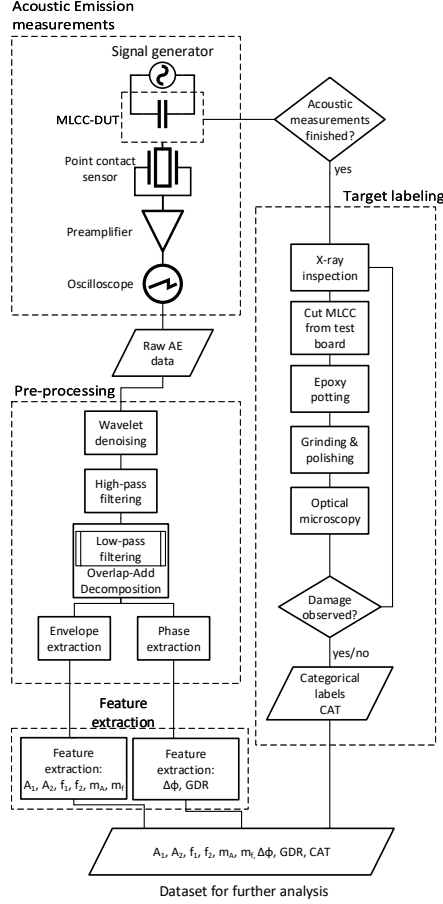 Acoustic Emission
measurements
Signal generator
MLCC-DUT
Point contact
sensor
Preamplifier
Oscilloscope
Acoustic
measurements
finished?
yes
Target labeling
X-ray
inspection
Cut MLCC
from test
board
Epoxy
potting
Grinding &
polishing
Optical
microscopy
Damage
observed?
yes/no
Categorical
labels
CAT
Raw AE
data
Pre-processing
Wavelet
denoising
High-pass
filtering
Low-pass
filtering
Overlap-Add
Decomposition
Envelope
extraction
Phase
extraction
Feature
extraction
Feature
extraction:
A₁, A₂, f₁, f₂, m_A, m_f
Feature
extraction:
Δϕ, GDR
A₁, A₂, f₁, f₂, m_A, m_f, Δϕ, GDR, CAT
Dataset for further analysis